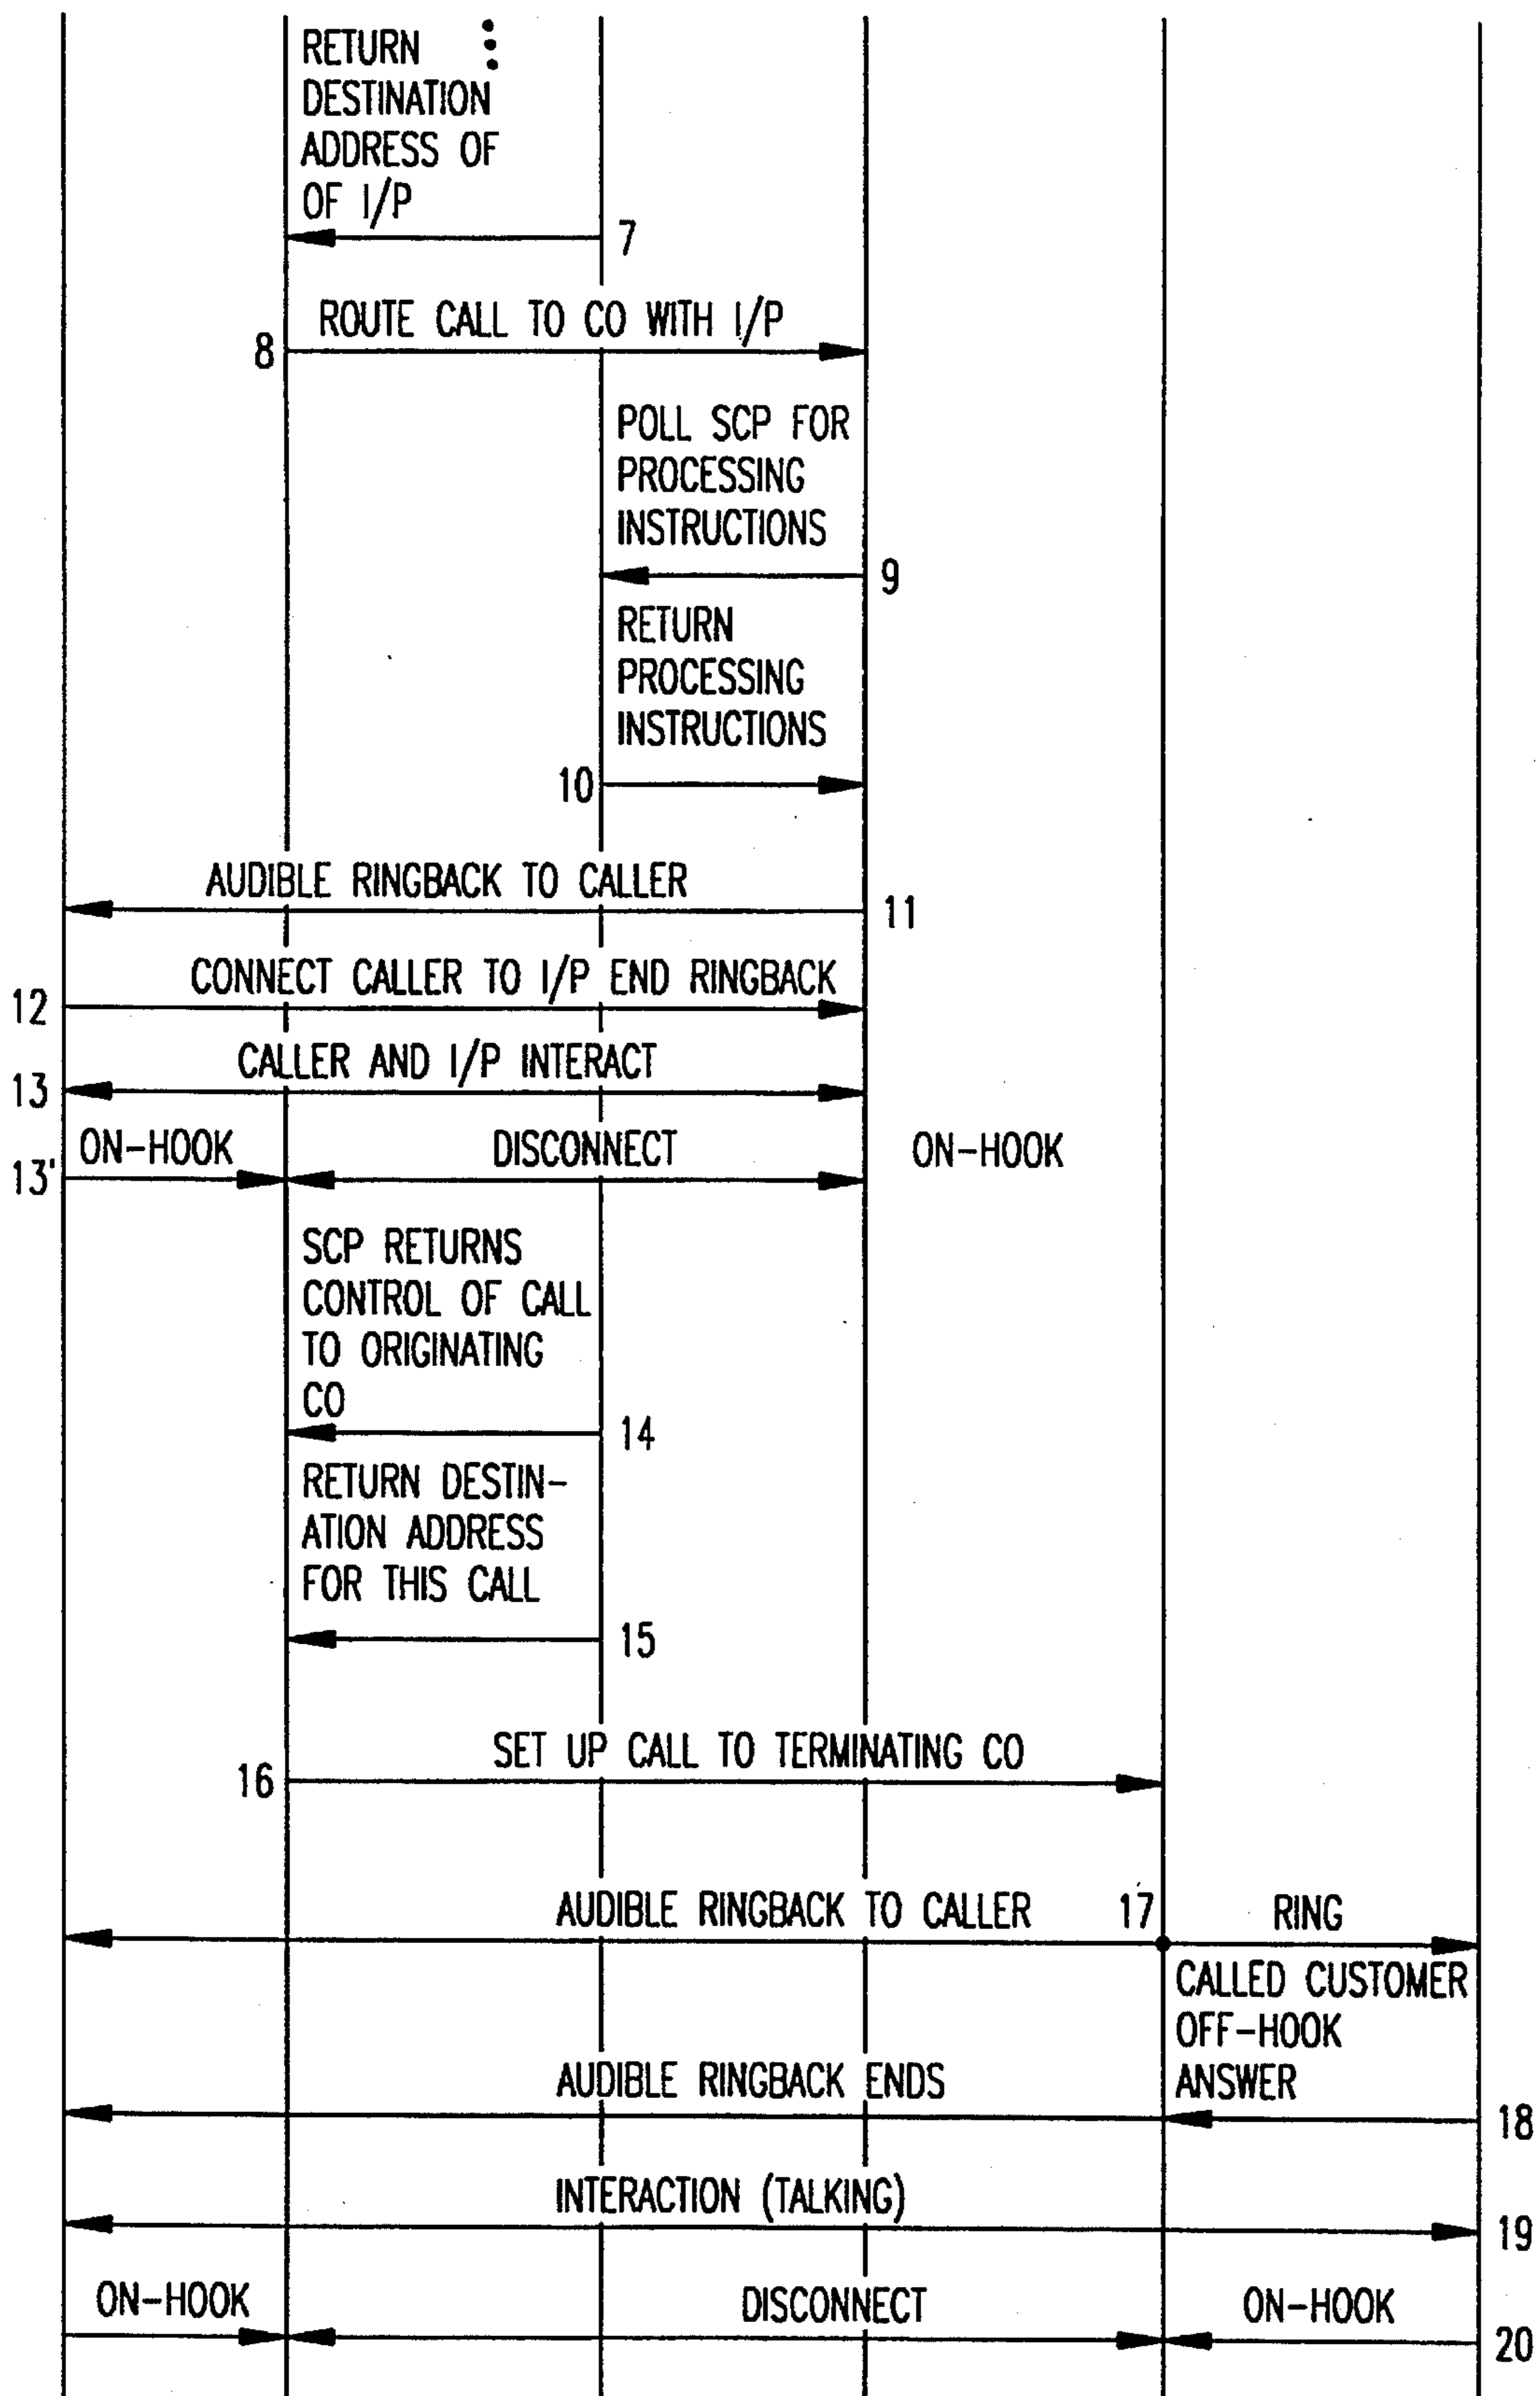 RETURN
DESTINATION
ADDRESS OF
OF I/P
7
ROUTE CALL TO CO WITH I/P
8
POLL SCP FOR
PROCESSING
INSTRUCTIONS
9
RETURN
PROCESSING
INSTRUCTIONS
10
AUDIBLE RINGBACK TO CALLER
11
CONNECT CALLER TO I/P END RINGBACK
12
CALLER AND I/P INTERACT
13
ON-HOOK DISCONNECT ON-HOOK
13'
SCP RETURNS
CONTROL OF CALL
TO ORIGINATING
CO
14
RETURN DESTIN-
ATION ADDRESS
FOR THIS CALL
15
SET UP CALL TO TERMINATING CO
16
AUDIBLE RINGBACK TO CALLER 17 RING
CALLED CUSTOMER
OFF-HOOK
ANSWER
AUDIBLE RINGBACK ENDS
18
INTERACTION (TALKING)
19
ON-HOOK DISCONNECT ON-HOOK
20